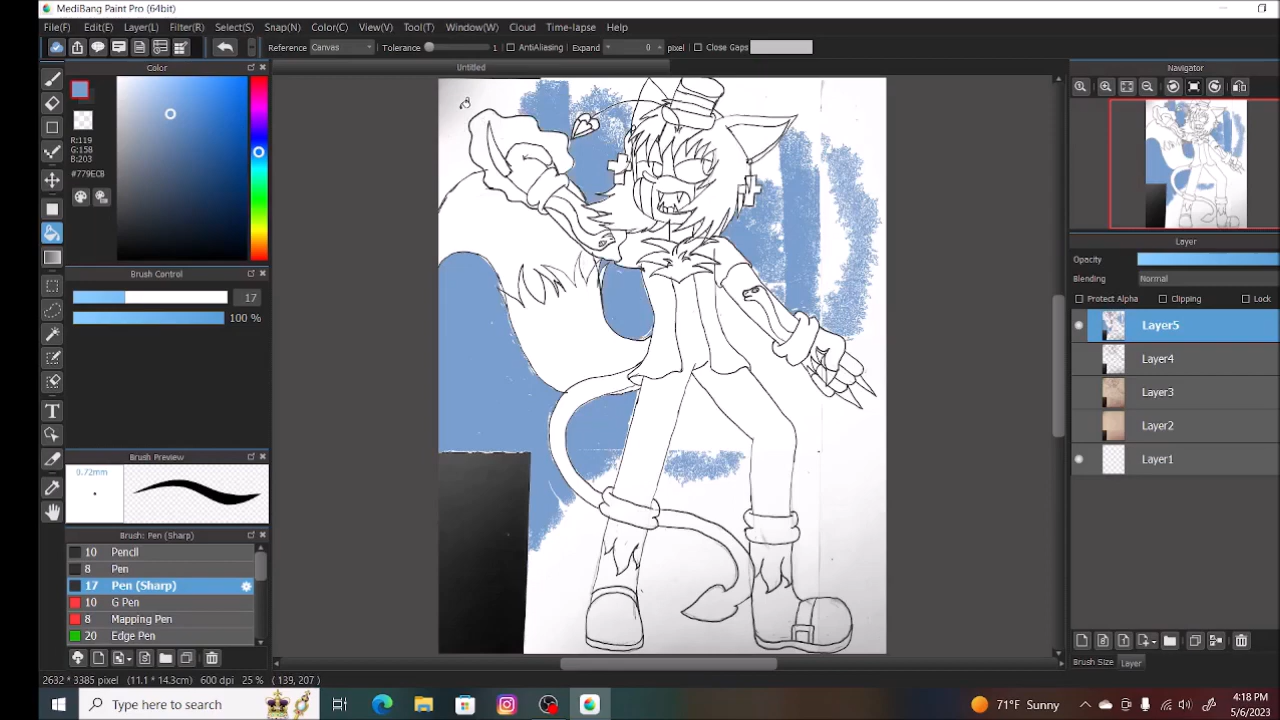 MediBang Paint Pro (64bit)
File(F) Edit(E) Layer(L) Filter(R) Select(S) Snap(N) Color(C) View(V) Tool(T) Window(W) Cloud Time-lapse Help
Reference Canvas Tolerance 1 AntiAliasing Expand 0 pixel Close Gaps
Color
Untitled
Navigator
R:119
G:158
B:203
#779ECB
Brush Control
17
100 %
Layer
Opacity
Blending Normal
Protect Alpha Clipping Lock
Layer5
Layer4
Layer3
Layer2
Layer1
Brush Preview
0.72mm
Brush: Pen (Sharp)
10 Pencil
8 Pen
17 Pen (Sharp)
10 G Pen
8 Mapping Pen
20 Edge Pen
Brush Size Layer
2632 * 3385 pixel (11.1 * 14.3cm) 600 dpi 25 % ( 139, 207 )
Type here to search
71°F Sunny
4:18 PM
5/6/2023